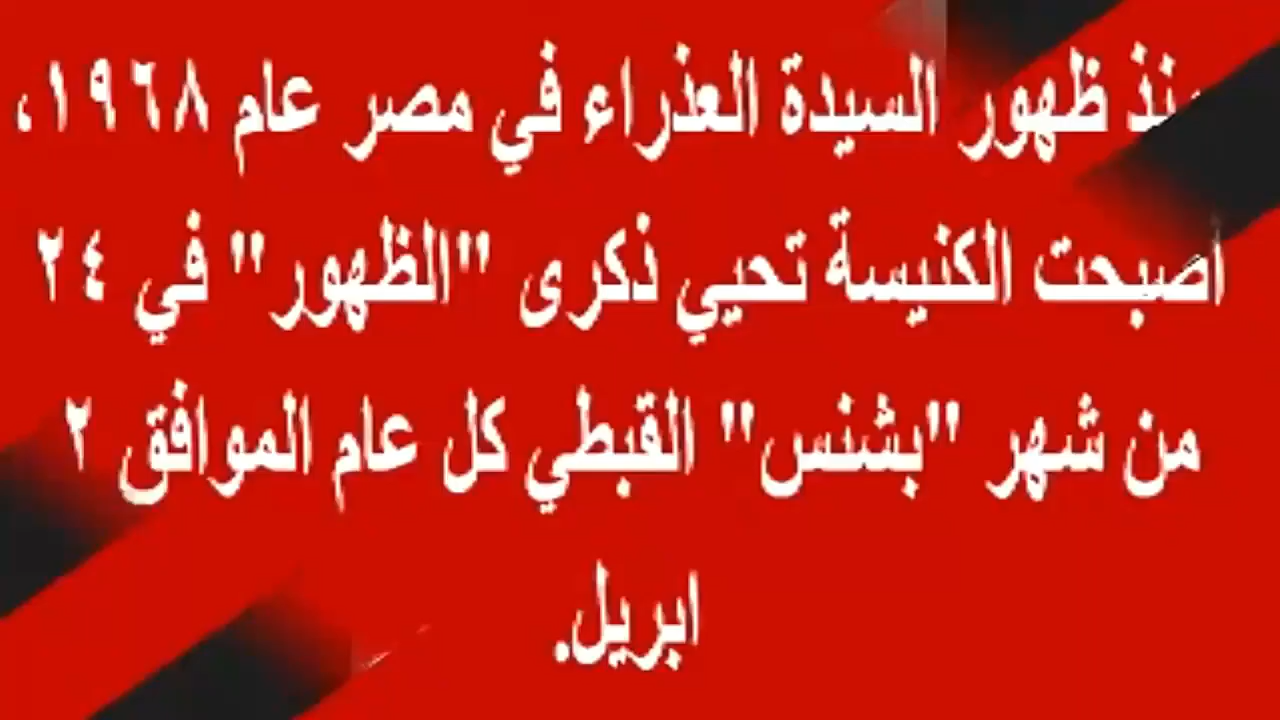 منذ ظهور السيدة العذراء في مصر عام ١٩٦٨،
أصبحت الكنيسة تحيي ذكرى "الظهور" في ٢٤
من شهر "بشنس" القبطي كل عام الموافق ٢
ابريل.